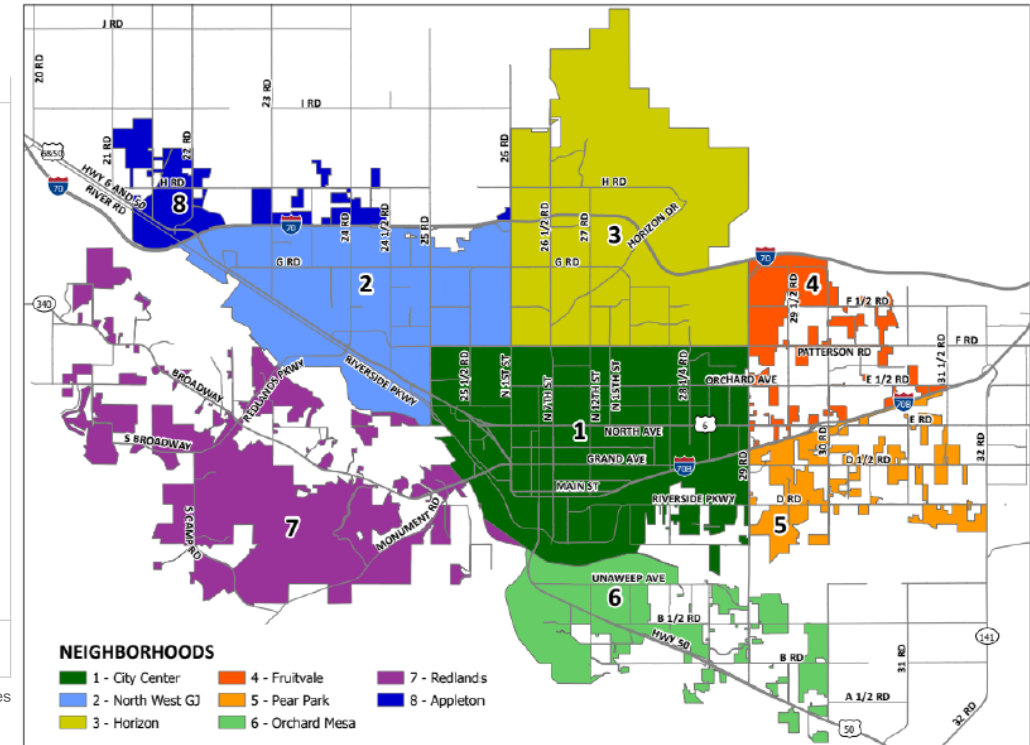 J RD
20 RD
23 RD
I RD
26 RD
21 RD
22 RD
6&50
HWY 6 AND 50
70
RIVER RD
H RD
8
70
24 RD
24 1/2 RD
25 RD
H RD
26 1/2 RD
27 RD
3
HORIZON DR
G RD
2
G RD
70
4
29 1/2 RD
F 1/2 RD
340
F RD
PATTERSON RD
31 1/2 RD
BROADWAY
REDLANDS PKWY
RIVERSIDE PKWY
25 1/2 RD
N 1ST ST
N 7TH ST
N 12TH ST
N 15TH ST
28 1/4 RD
ORCHARD AVE
E 1/2 RD
70B
E RD
S BROADWAY
1
NORTH AVE
6
GRAND AVE
70B
29 RD
30 RD
D 1/2 RD
32 RD
MAIN ST
RIVERSIDE PKWY
D RD
7
MONUMENT RD
S CAMP RD
5
UNAWEEP AVE
6
B 1/2 RD
HWY 50
141
B RD
31 RD
A 1/2 RD
32 RD
50
NEIGHBORHOODS
1 - City Center
4 - Fruitvale
7 - Redlands
2 - North West GJ
5 - Pear Park
8 - Appleton
3 - Horizon
6 - Orchard Mesa
es